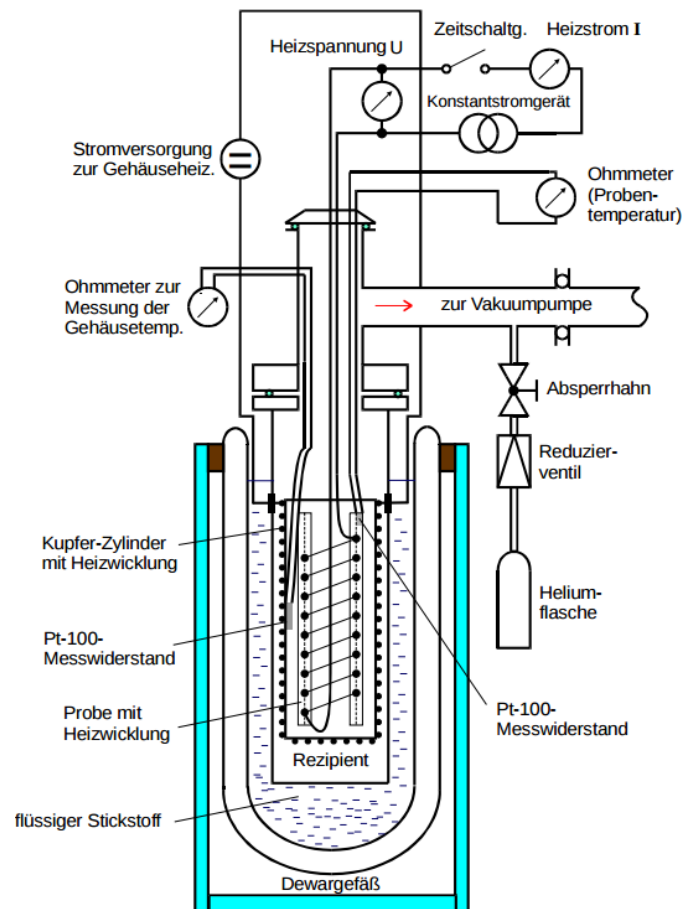 Zeitschaltg.
Heizstrom I
Heizspannung U
Konstantstromgerät
Stromversorgung
zur Gehäuseheiz.
Ohmmeter
(Proben-
temperatur)
Ohmmeter zur
Messung der
Gehäusetemp.
zur Vakuumpumpe
Absperrhahn
Reduzier-
ventil
Kupfer-Zylinder
mit Heizwicklung
Helium-
flasche
Pt-100-
Messwiderstand
Probe mit
Heizwicklung
Pt-100-
Messwiderstand
Rezipient
flüssiger Stickstoff
Dewargefäß